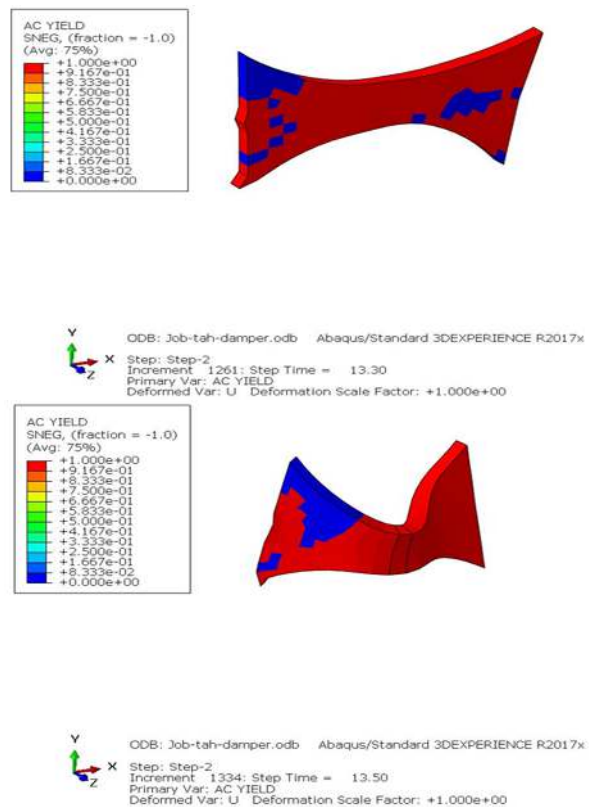 AC YIELD
SNEG, (fraction = -1.0)
(Avg: 75%)
+1.000e+00
+9.167e-01
+8.333e-01
+7.500e-01
+6.667e-01
+5.833e-01
+5.000e-01
+4.167e-01
+3.333e-01
+2.500e-01
+1.667e-01
+8.333e-02
+0.000e+00
Y
X
Z
ODB: Job-tah-damper.odb Abaqus/Standard 3DEXPERIENCE R2017x
Step: Step-2
Increment 1261: Step Time = 13.30
Primary Var: AC YIELD
Deformed Var: U Deformation Scale Factor: +1.000e+00
AC YIELD
SNEG, (fraction = -1.0)
(Avg: 75%)
+1.000e+00
+9.167e-01
+8.333e-01
+7.500e-01
+6.667e-01
+5.833e-01
+5.000e-01
+4.167e-01
+3.333e-01
+2.500e-01
+1.667e-01
+8.333e-02
+0.000e+00
Y
X
Z
ODB: Job-tah-damper.odb Abaqus/Standard 3DEXPERIENCE R2017x
Step: Step-2
Increment 1334: Step Time = 13.50
Primary Var: AC YIELD
Deformed Var: U Deformation Scale Factor: +1.000e+00